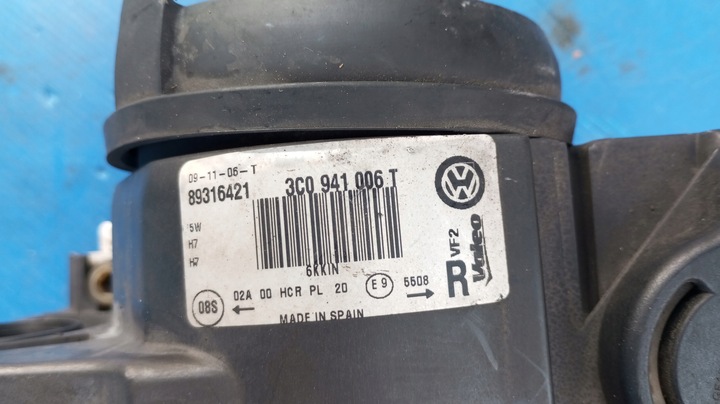 09-11-06-T
89316421
3C0 941 006 T
5W
H7
H7
6KKIN
VF2
R
Valeo
08S
02A 00 HCR PL 20
E9
5508
MADE IN SPAIN